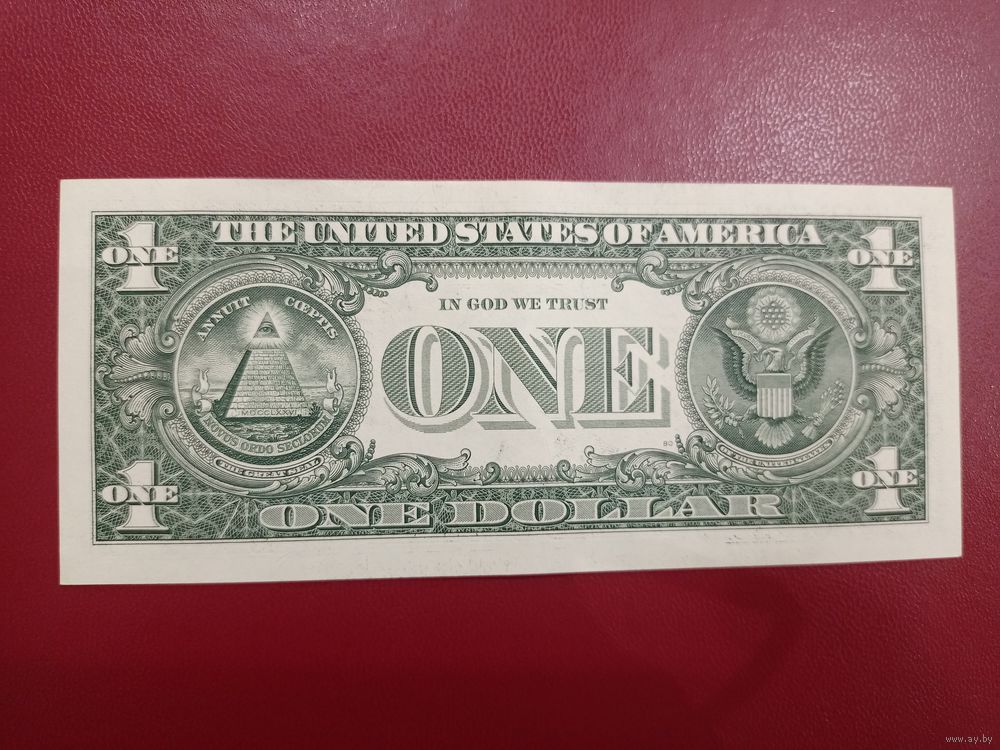 THE UNITED STATES OF AMERICA
1
ONE
1
ONE
ANNUIT CŒPTIS
MDCCLXXVI
NOVUS ORDO SECLORUM
THE GREAT SEAL
IN GOD WE TRUST
ONE
OF THE UNITED STATES
1
ONE
1
ONE
ONE DOLLAR
www.ay.by